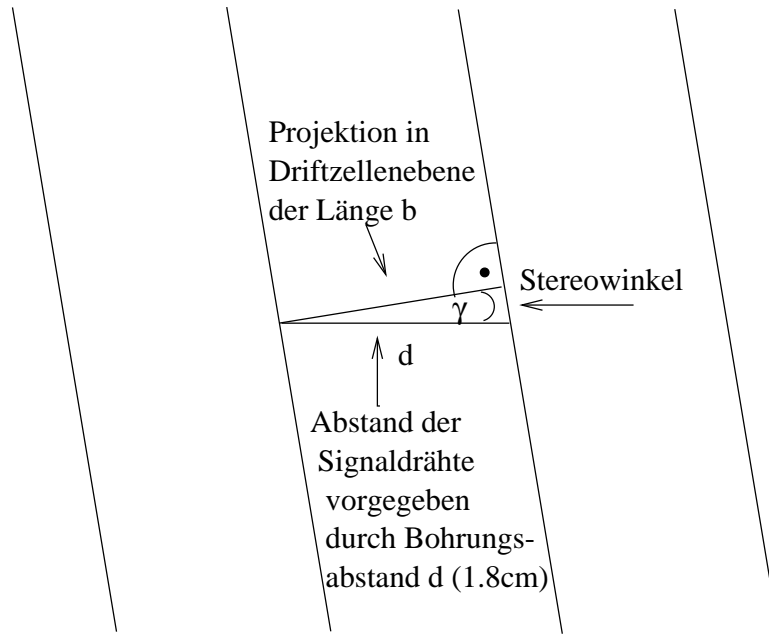 Projektion in
Driftzellenebene
der Länge b
Stereowinkel
γ
d
Abstand der
Signaldrähte
vorgegeben
durch Bohrungs-
abstand d (1.8cm)